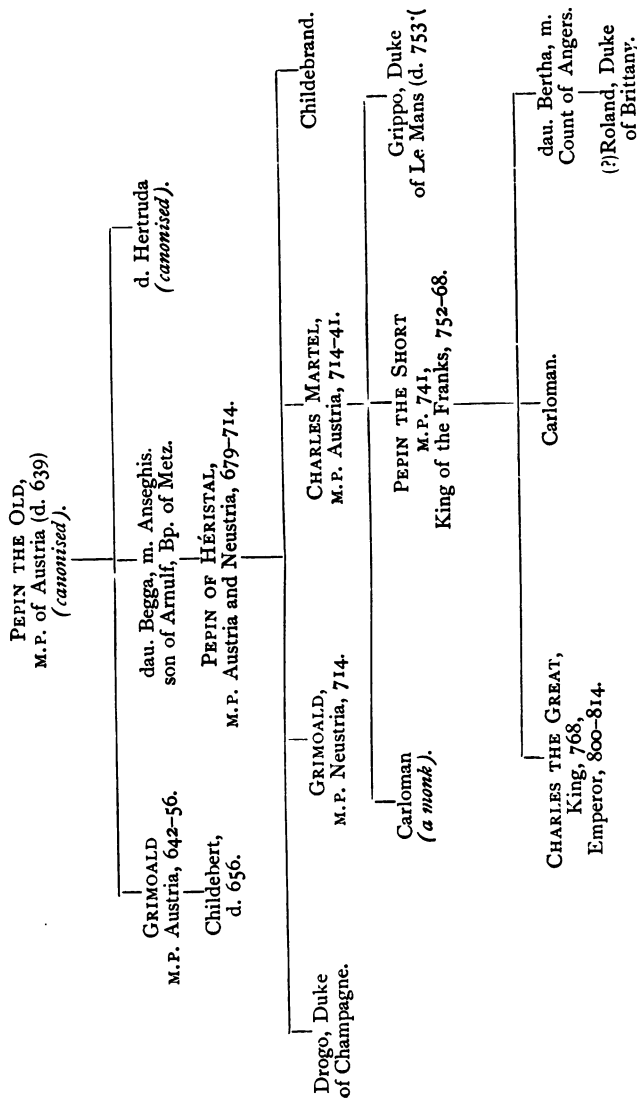 PEPIN THE OLD,
M.P. of Austria (d. 639)
(canonised).
GRIMOALD
M.P. Austria, 642–56.
Childebert,
d. 656.
dau. Begga, m. Anseghis.
son of Arnulf, Bp. of Metz.
PEPIN OF HÉRISTAL,
M.P. Austria and Neustria, 679–714.
d. Hertruda
(canonised).
Drogo, Duke
of Champagne.
GRIMOALD,
M.P. Neustria, 714.
CHARLES MARTEL,
M.P. Austria, 714–41.
Childebrand.
Carloman
(a monk).
PEPIN THE SHORT
M.P. 741,
King of the Franks, 752–68.
Grippo, Duke
of Le Mans (d. 753·(
CHARLES THE GREAT,
King, 768,
Emperor, 800–814.
Carloman.
dau. Bertha, m.
Count of Angers.
(?)Roland, Duke
of Brittany.